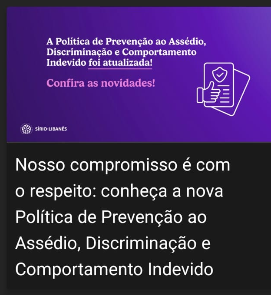 A Política de Prevenção ao Assédio,
Discriminação e Comportamento
Indevido foi atualizada!
Confira as novidades!
SÍRIO-LIBANÊS
Nosso compromisso é com
o respeito: conheça a nova
Política de Prevenção ao
Assédio, Discriminação e
Comportamento Indevido